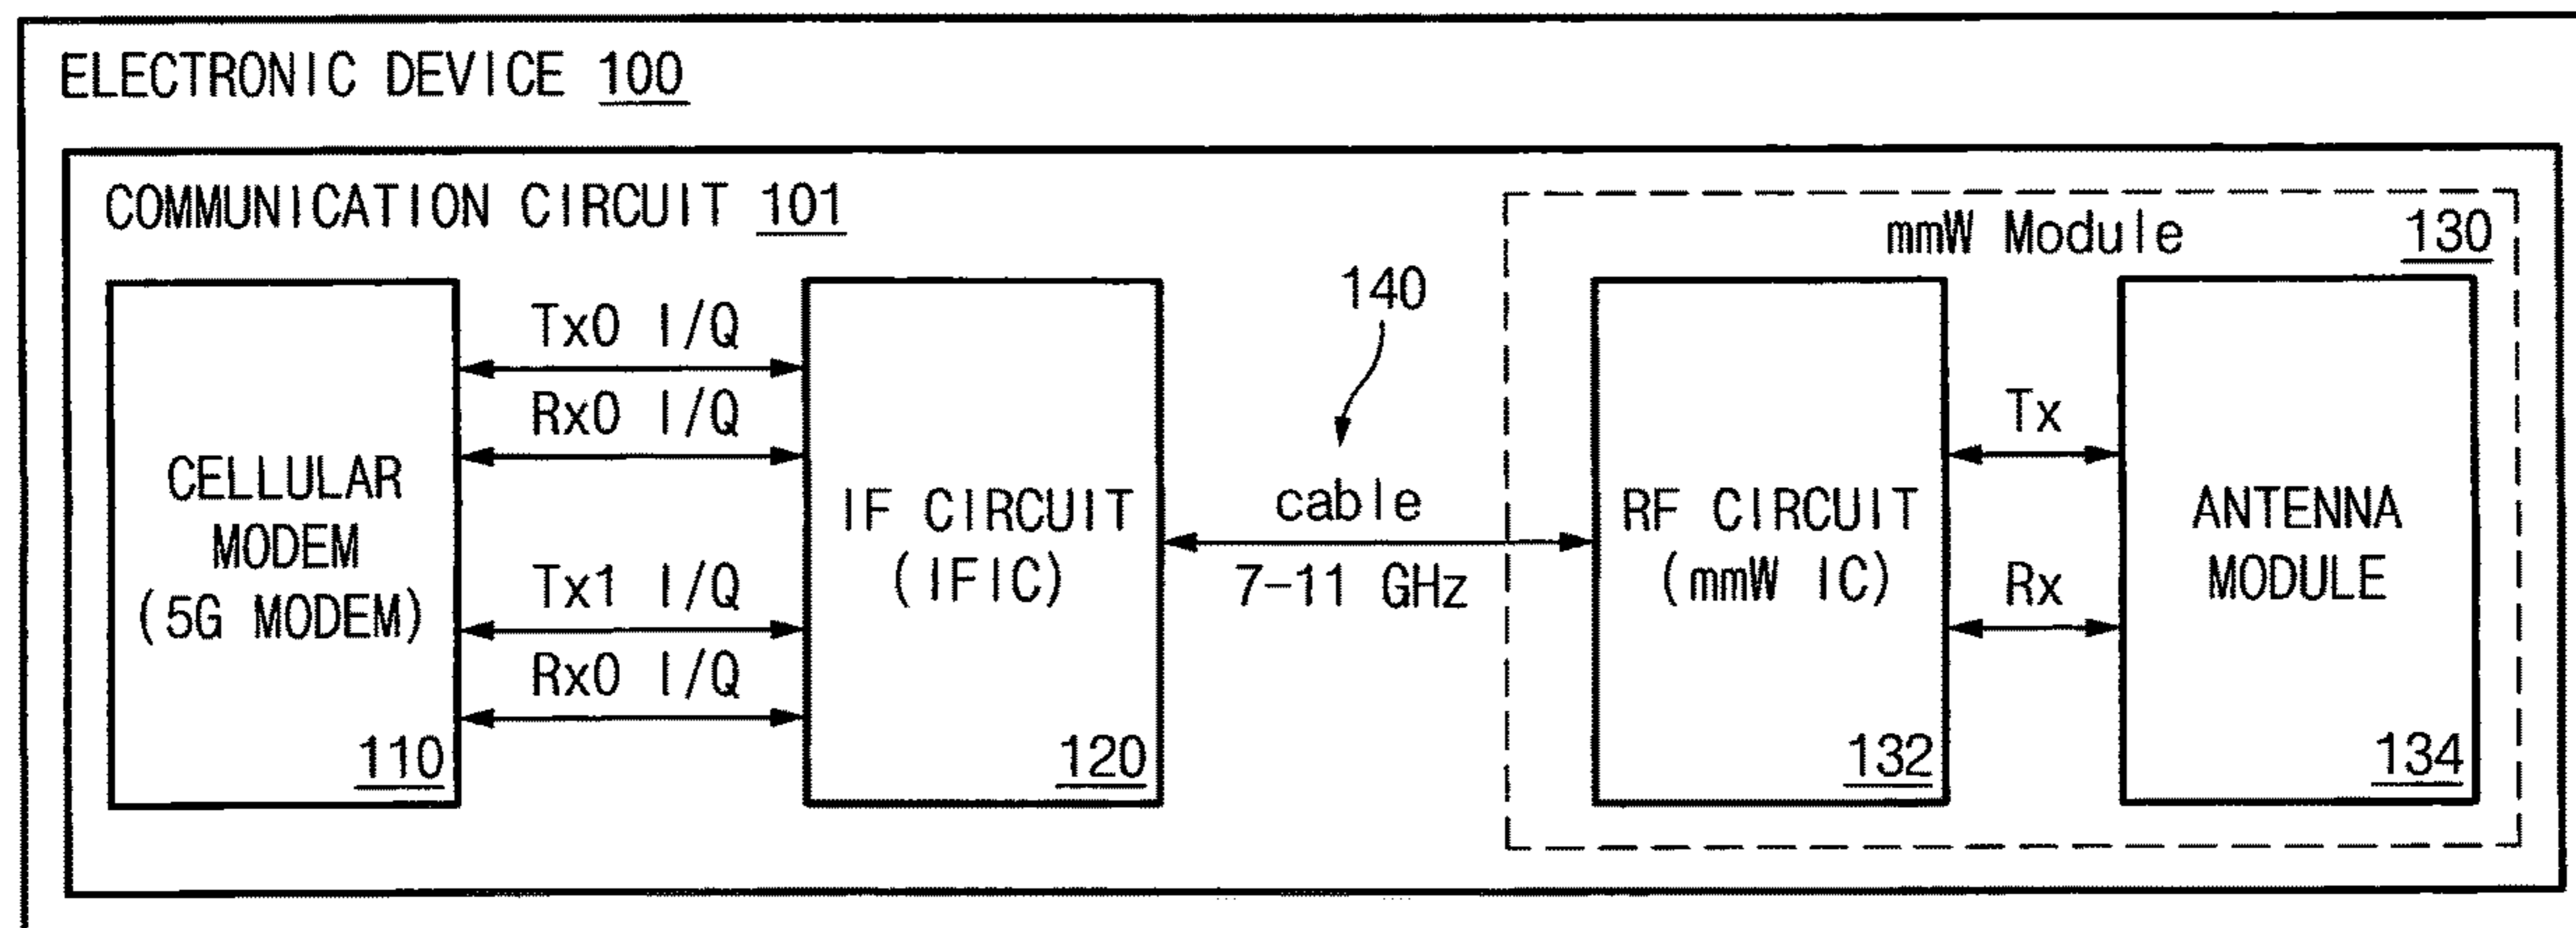 ELECTRONIC DEVICE 100
COMMUNICATION CIRCUIT 101
mmW Module 130
140
Tx0 I/Q
Rx0 I/Q
Tx1 I/Q
Rx0 I/Q
CELLULAR
MODEM
(5G MODEM)
110
IF CIRCUIT
(IFIC)
120
cable
7-11 GHz
RF CIRCUIT
(mmW IC)
132
Tx
Rx
ANTENNA
MODULE
134